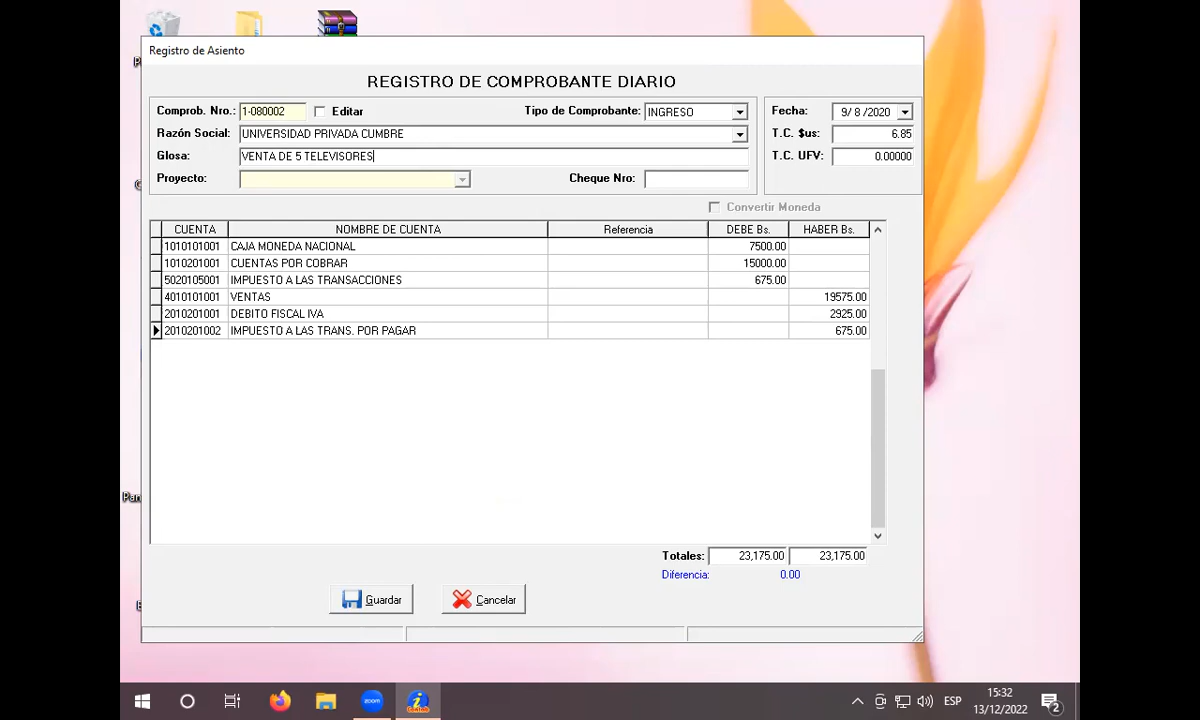 Registro de Asiento
REGISTRO DE COMPROBANTE DIARIO
Comprob. Nro.: 1-080002 Editar Tipo de Comprobante: INGRESO Fecha: 9/ 8 /2020
Razón Social: UNIVERSIDAD PRIVADA CUMBRE T.C. $us: 6.85
Glosa: VENTA DE 5 TELEVISORES T.C. UFV: 0.00000
Proyecto: Cheque Nro:
Convertir Moneda
CUENTA NOMBRE DE CUENTA Referencia DEBE Bs. HABER Bs.
1010101001 CAJA MONEDA NACIONAL 7500.00
1010201001 CUENTAS POR COBRAR 15000.00
5020105001 IMPUESTO A LAS TRANSACCIONES 675.00
4010101001 VENTAS 19575.00
2010201001 DEBITO FISCAL IVA 2925.00
2010201002 IMPUESTO A LAS TRANS. POR PAGAR 675.00
Pan
Totales: 23,175.00 23,175.00
Diferencia: 0.00
Guardar Cancelar
zoom Contab ESP 15:32
13/12/2022 2